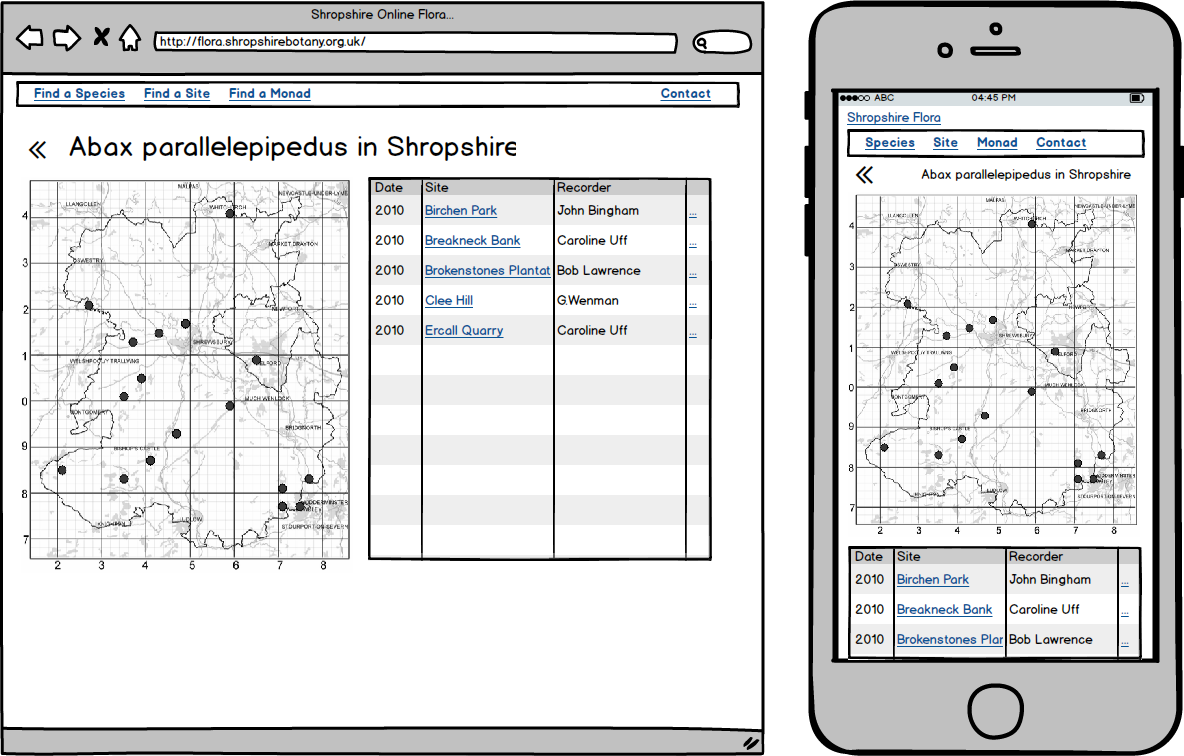 Shropshire Online Flora...
http://flora.shropshirebotany.org.uk/
Find a Species Find a Site Find a Monad Contact
« Abax parallelepipedus in Shropshire
MALPAS
NEWCASTLE-UNDER-LYME
LLANGOLLEN
WHITCHURCH
MARKET DRAYTON
OSWESTRY
NEWPORT
SHREWSBURY
WELSHPOOL/Y TRALLWNG
TELFORD
MUCH WENLOCK
MONTGOMERY
BRIDGNORTH
BISHOP'S CASTLE
KNIGHTON
LUDLOW
STOURPORT-ON-SEVERN
4
3
2
1
0
9
8
7
2 3 4 5 6 7 8
Date Site Recorder
2010 Birchen Park John Bingham ...
2010 Breakneck Bank Caroline Uff ...
2010 Brokenstones Plantat Bob Lawrence ...
2010 Clee Hill G.Wenman ...
2010 Ercall Quarry Caroline Uff ...
ABC 04:45 PM
Shropshire Flora
Species Site Monad Contact
« Abax parallelepipedus in Shropshire
MALPAS
NEWCASTLE-UNDER-LYME
LLANGOLLEN
WHITCHURCH
MARKET DRAYTON
OSWESTRY
NEWPORT
SHREWSBURY
WELSHPOOL/Y TRALLWNG
TELFORD
MUCH WENLOCK
MONTGOMERY
BRIDGNORTH
BISHOP'S CASTLE
KNIGHTON
LUDLOW
STOURPORT-ON-SEVERN
4
3
2
1
0
9
8
7
2 3 4 5 6 7 8
Date Site Recorder
2010 Birchen Park John Bingham ...
2010 Breakneck Bank Caroline Uff ...
2010 Brokenstones Plar Bob Lawrence ...